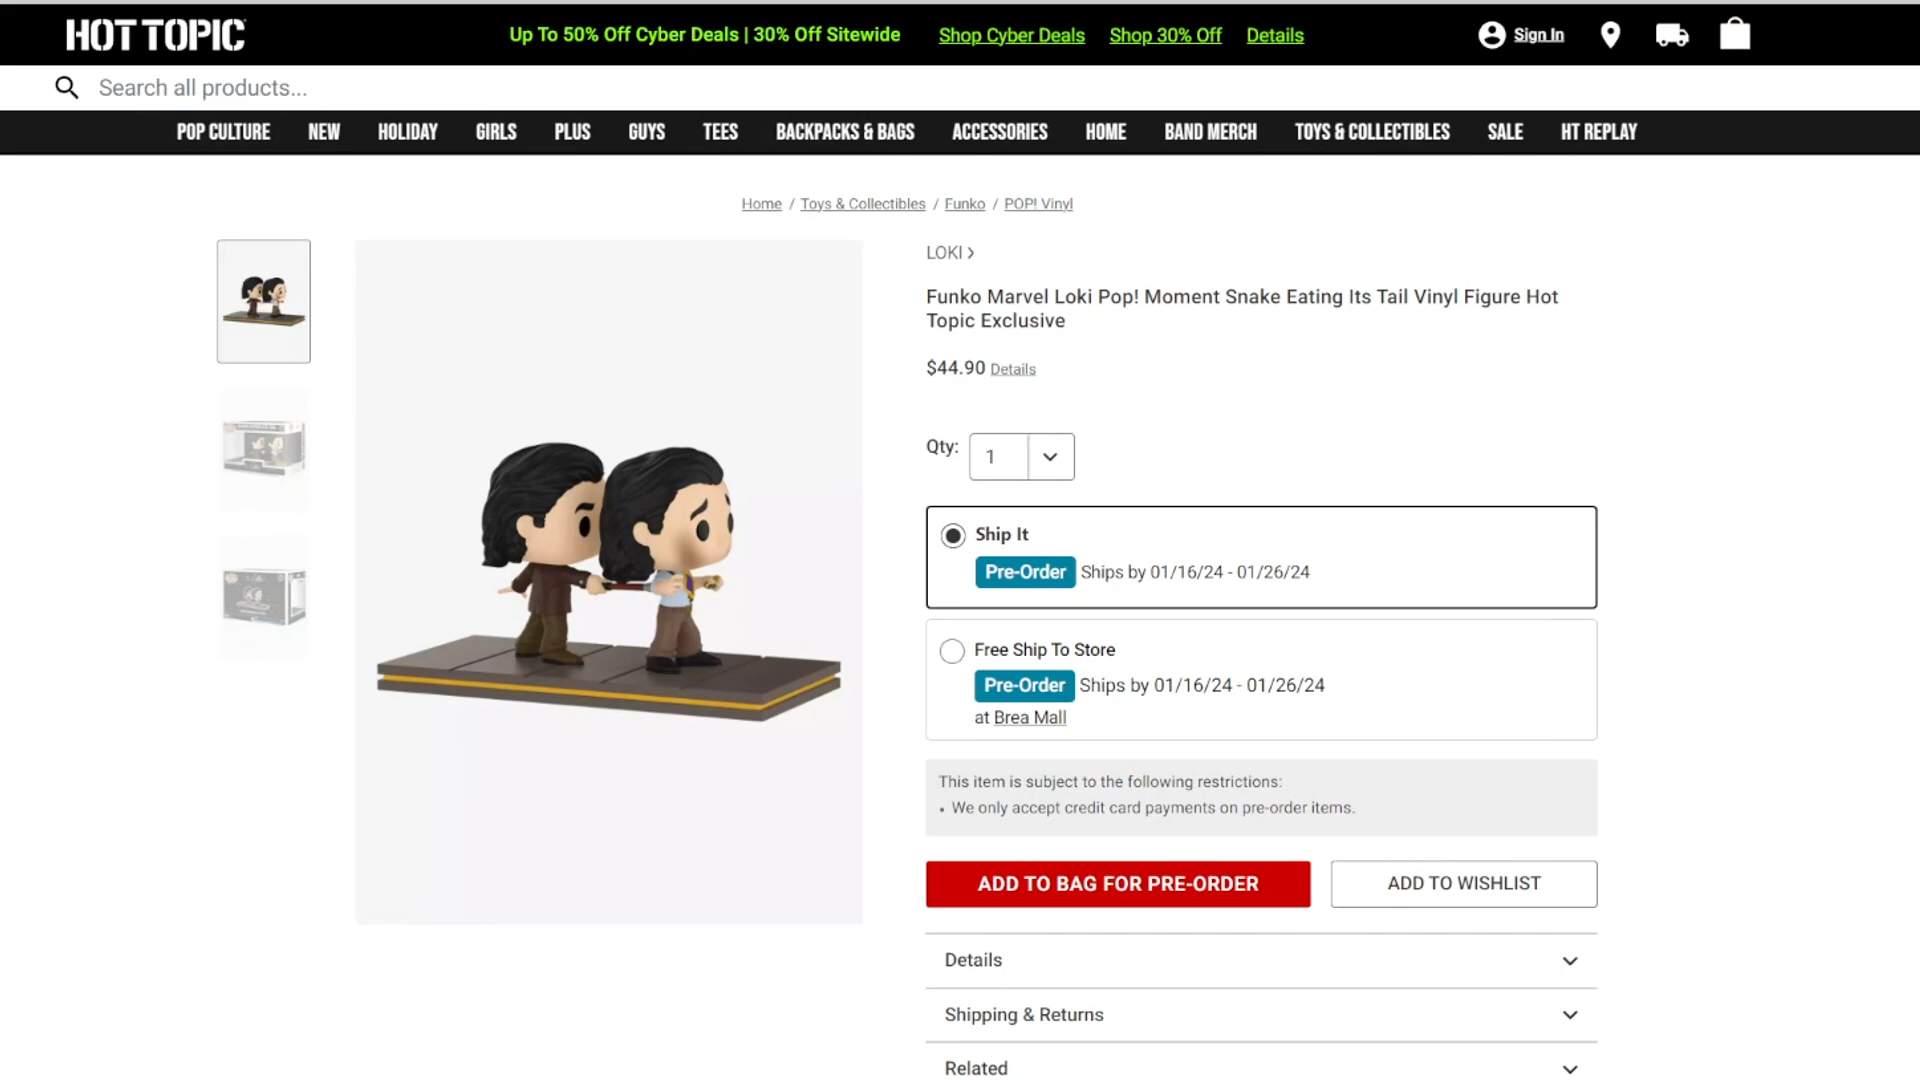 HOT TOPIC
Up To 50% Off Cyber Deals | 30% Off Sitewide Shop Cyber Deals Shop 30% Off Details
Sign In
Search all products...
POP CULTURE NEW HOLIDAY GIRLS PLUS GUYS TEES BACKPACKS & BAGS ACCESSORIES HOME BAND MERCH TOYS & COLLECTIBLES SALE HT REPLAY
Home / Toys & Collectibles / Funko / POP! Vinyl
LOKI >
Funko Marvel Loki Pop! Moment Snake Eating Its Tail Vinyl Figure Hot
Topic Exclusive
$44.90 Details
Qty: 1
Ship It
Pre-Order Ships by 01/16/24 - 01/26/24
Free Ship To Store
Pre-Order Ships by 01/16/24 - 01/26/24
at Brea Mall
This item is subject to the following restrictions:
• We only accept credit card payments on pre-order items.
ADD TO BAG FOR PRE-ORDER
ADD TO WISHLIST
Details
Shipping & Returns
Related